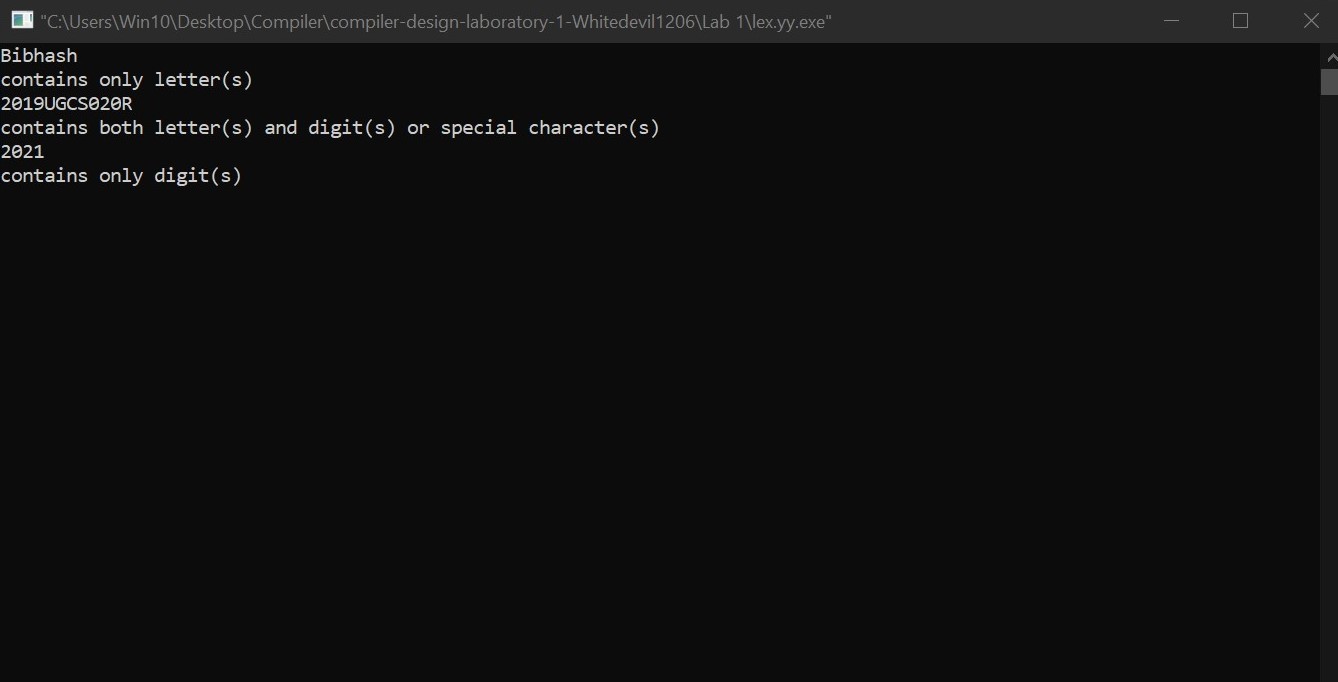 "C:\Users\Win10\Desktop\Compiler\compiler-design-laboratory-1-Whitedevil1206\Lab 1\lex.yy.exe"
Bibhash
contains only letter(s)
2019UGCS020R
contains both letter(s) and digit(s) or special character(s)
2021
contains only digit(s)